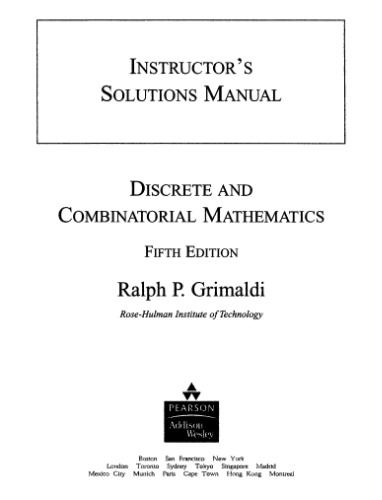 INSTRUCTOR'S
SOLUTIONS MANUAL
DISCRETE AND
COMBINATORIAL MATHEMATICS
FIFTH EDITION
Ralph P. Grimaldi
Rose-Hulman Institute of Technology
PEARSON
Addison
Wesley
Boston San Francisco New York
London Toronto Sydney Tokyo Singapore Madrid
Mexico City Munich Paris Cape Town Hong Kong Montreal